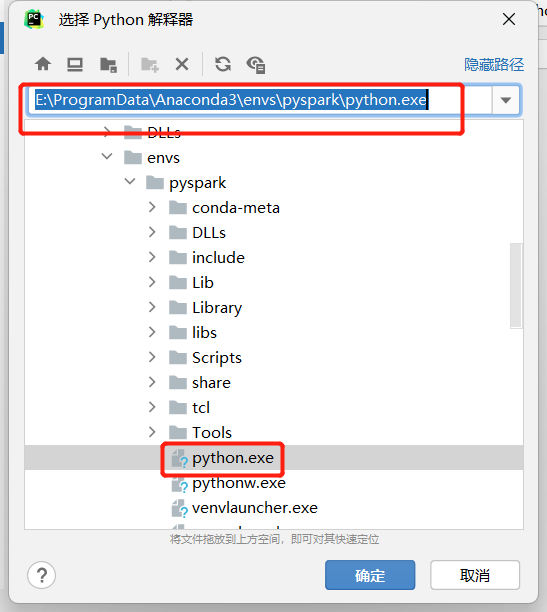 PC
选择 Python 解释器
隐藏路径
E:\ProgramData\Anaconda3\envs\pyspark\python.exe
DLLs
envs
pyspark
conda-meta
DLLs
include
Lib
Library
libs
Scripts
share
tcl
Tools
python.exe
pythonw.exe
venvlauncher.exe
将文件拖放到上方空间，即可对其快速定位
?
确定
取消